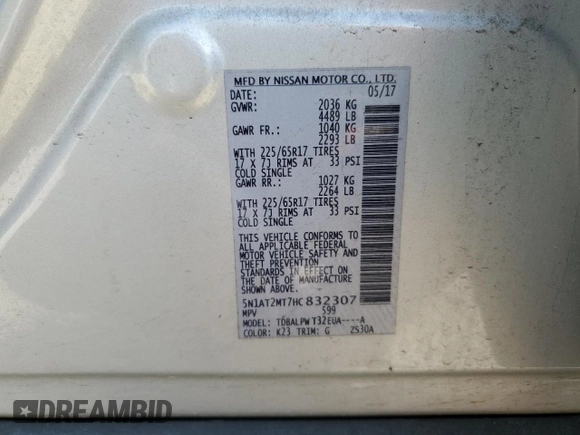 MFD BY NISSAN MOTOR CO., LTD.
DATE: 05/17
GVWR: 2036 KG
4489 LB
GAWR FR.: 1040 KG
2293 LB
WITH 225/65R17 TIRES
17 X 7J RIMS AT 33 PSI
COLD SINGLE
GAWR RR.: 1027 KG
2264 LB
WITH 225/65R17 TIRES
17 X 7J RIMS AT 33 PSI
COLD SINGLE
THIS VEHICLE CONFORMS TO
ALL APPLICABLE FEDERAL
MOTOR VEHICLE SAFETY AND
THEFT PREVENTION
STANDARDS IN EFFECT ON
THE DATE OF MANUFACTURE
SHOWN ABOVE.
5N1AT2MT7HC832307
MPV 599
MODEL: TDBALPW T32EUA----A
COLOR: K23 TRIM: G 2S30A
DREAMBID